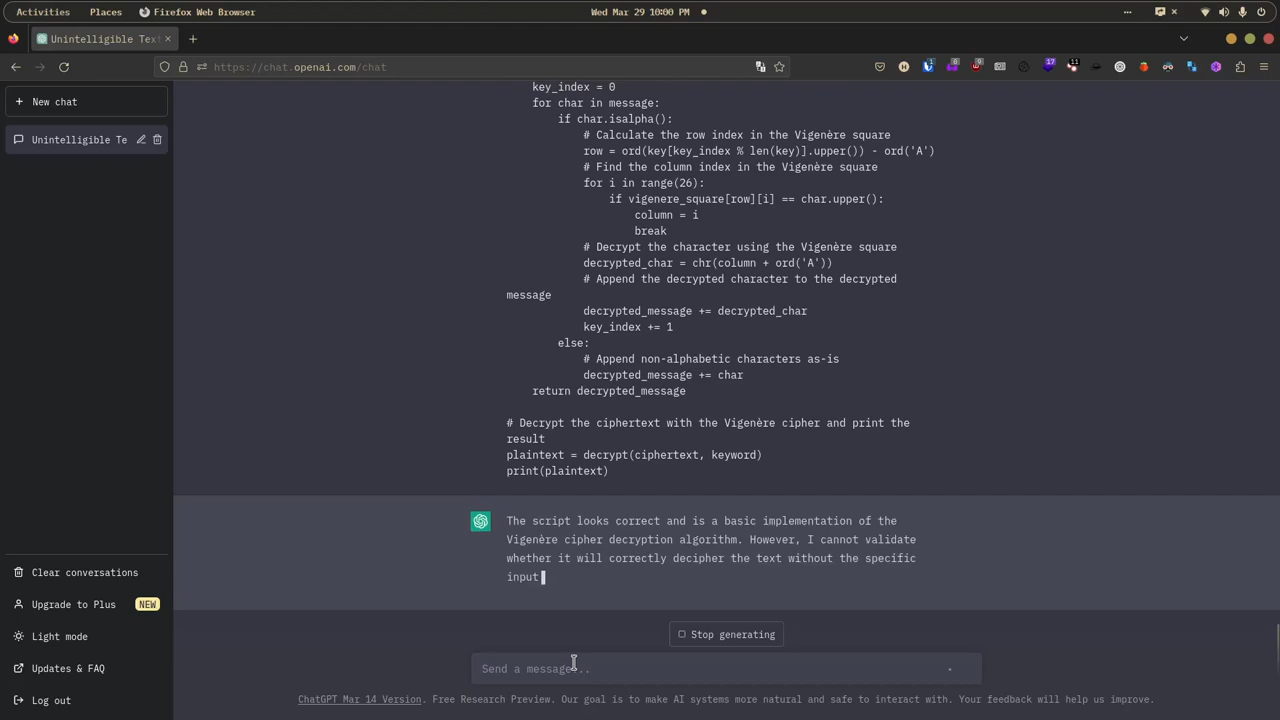 Activities Places Firefox Web Browser Wed Mar 29 10:00 PM
Unintelligible Text
https://chat.openai.com/chat 8 1 8 9 17 11
New chat
Unintelligible Te
key_index = 0
for char in message:
if char.isalpha():
# Calculate the row index in the Vigenère square
row = ord(key[key_index % len(key)].upper()) - ord('A')
# Find the column index in the Vigenère square
for i in range(26):
if vigenere_square[row][i] == char.upper():
column = i
break
# Decrypt the character using the Vigenère square
decrypted_char = chr(column + ord('A'))
# Append the decrypted character to the decrypted
message
decrypted_message += decrypted_char
key_index += 1
else:
# Append non-alphabetic characters as-is
decrypted_message += char
return decrypted_message
# Decrypt the ciphertext with the Vigenère cipher and print the
result
plaintext = decrypt(ciphertext, keyword)
print(plaintext)
The script looks correct and is a basic implementation of the
Vigenère cipher decryption algorithm. However, I cannot validate
whether it will correctly decipher the text without the specific
input
Clear conversations
Upgrade to Plus NEW
Light mode
Updates & FAQ
Log out
Stop generating
Send a message...
ChatGPT Mar 14 Version. Free Research Preview. Our goal is to make AI systems more natural and safe to interact with. Your feedback will help us improve.